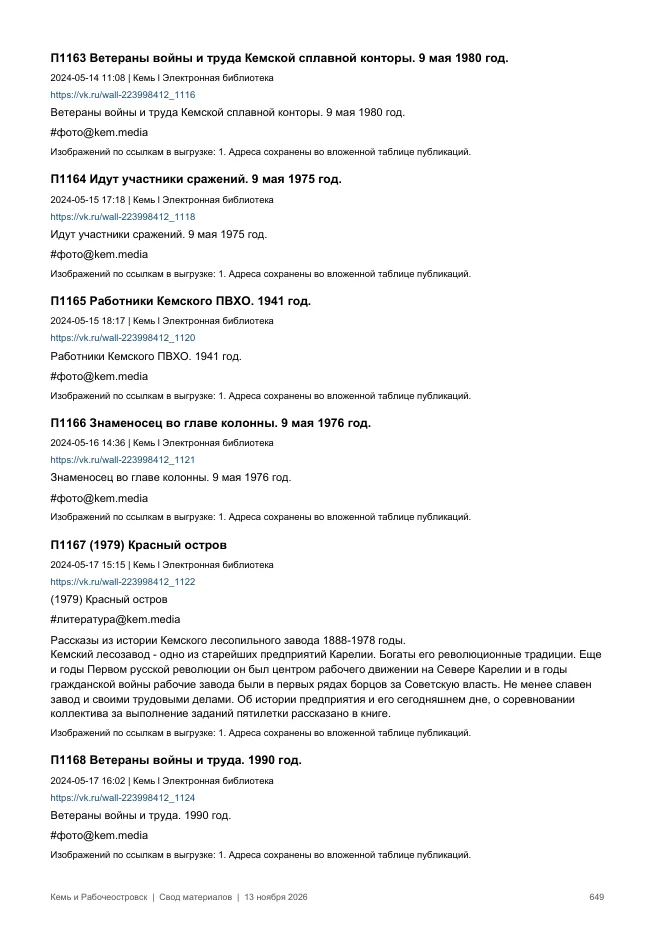 П1163 Ветераны войны и труда Кемской сплавной конторы. 9 мая 1980 год.
2024-05-14 11:08 | Кемь I Электронная библиотека
https://vk.ru/wall-223998412_1116
Ветераны войны и труда Кемской сплавной конторы. 9 мая 1980 год.
#фото@kem.media
Изображений по ссылкам в выгрузке: 1. Адреса сохранены во вложенной таблице публикаций.
П1164 Идут участники сражений. 9 мая 1975 год.
2024-05-15 17:18 | Кемь I Электронная библиотека
https://vk.ru/wall-223998412_1118
Идут участники сражений. 9 мая 1975 год.
#фото@kem.media
Изображений по ссылкам в выгрузке: 1. Адреса сохранены во вложенной таблице публикаций.
П1165 Работники Кемского ПВХО. 1941 год.
2024-05-15 18:17 | Кемь I Электронная библиотека
https://vk.ru/wall-223998412_1120
Работники Кемского ПВХО. 1941 год.
#фото@kem.media
Изображений по ссылкам в выгрузке: 1. Адреса сохранены во вложенной таблице публикаций.
П1166 Знаменосец во главе колонны. 9 мая 1976 год.
2024-05-16 14:36 | Кемь I Электронная библиотека
https://vk.ru/wall-223998412_1121
Знаменосец во главе колонны. 9 мая 1976 год.
#фото@kem.media
Изображений по ссылкам в выгрузке: 1. Адреса сохранены во вложенной таблице публикаций.
П1167 (1979) Красный остров
2024-05-17 15:15 | Кемь I Электронная библиотека
https://vk.ru/wall-223998412_1122
(1979) Красный остров
#литература@kem.media
Рассказы из истории Кемского лесопильного завода 1888-1978 годы.
Кемский лесозавод - одно из старейших предприятий Карелии. Богаты его революционные традиции. Еще
и годы Первом русской революции он был центром рабочего движении на Севере Карелии и в годы
гражданской войны рабочие завода были в первых рядах борцов за Советскую власть. Не менее славен
завод и своими трудовыми делами. Об истории предприятия и его сегодняшнем дне, о соревновании
коллектива за выполнение заданий пятилетки рассказано в книге.
Изображений по ссылкам в выгрузке: 1. Адреса сохранены во вложенной таблице публикаций.
П1168 Ветераны войны и труда. 1990 год.
2024-05-17 16:02 | Кемь I Электронная библиотека
https://vk.ru/wall-223998412_1124
Ветераны войны и труда. 1990 год.
#фото@kem.media
Изображений по ссылкам в выгрузке: 1. Адреса сохранены во вложенной таблице публикаций.
Кемь и Рабочеостровск | Свод материалов | 13 ноября 2026 649